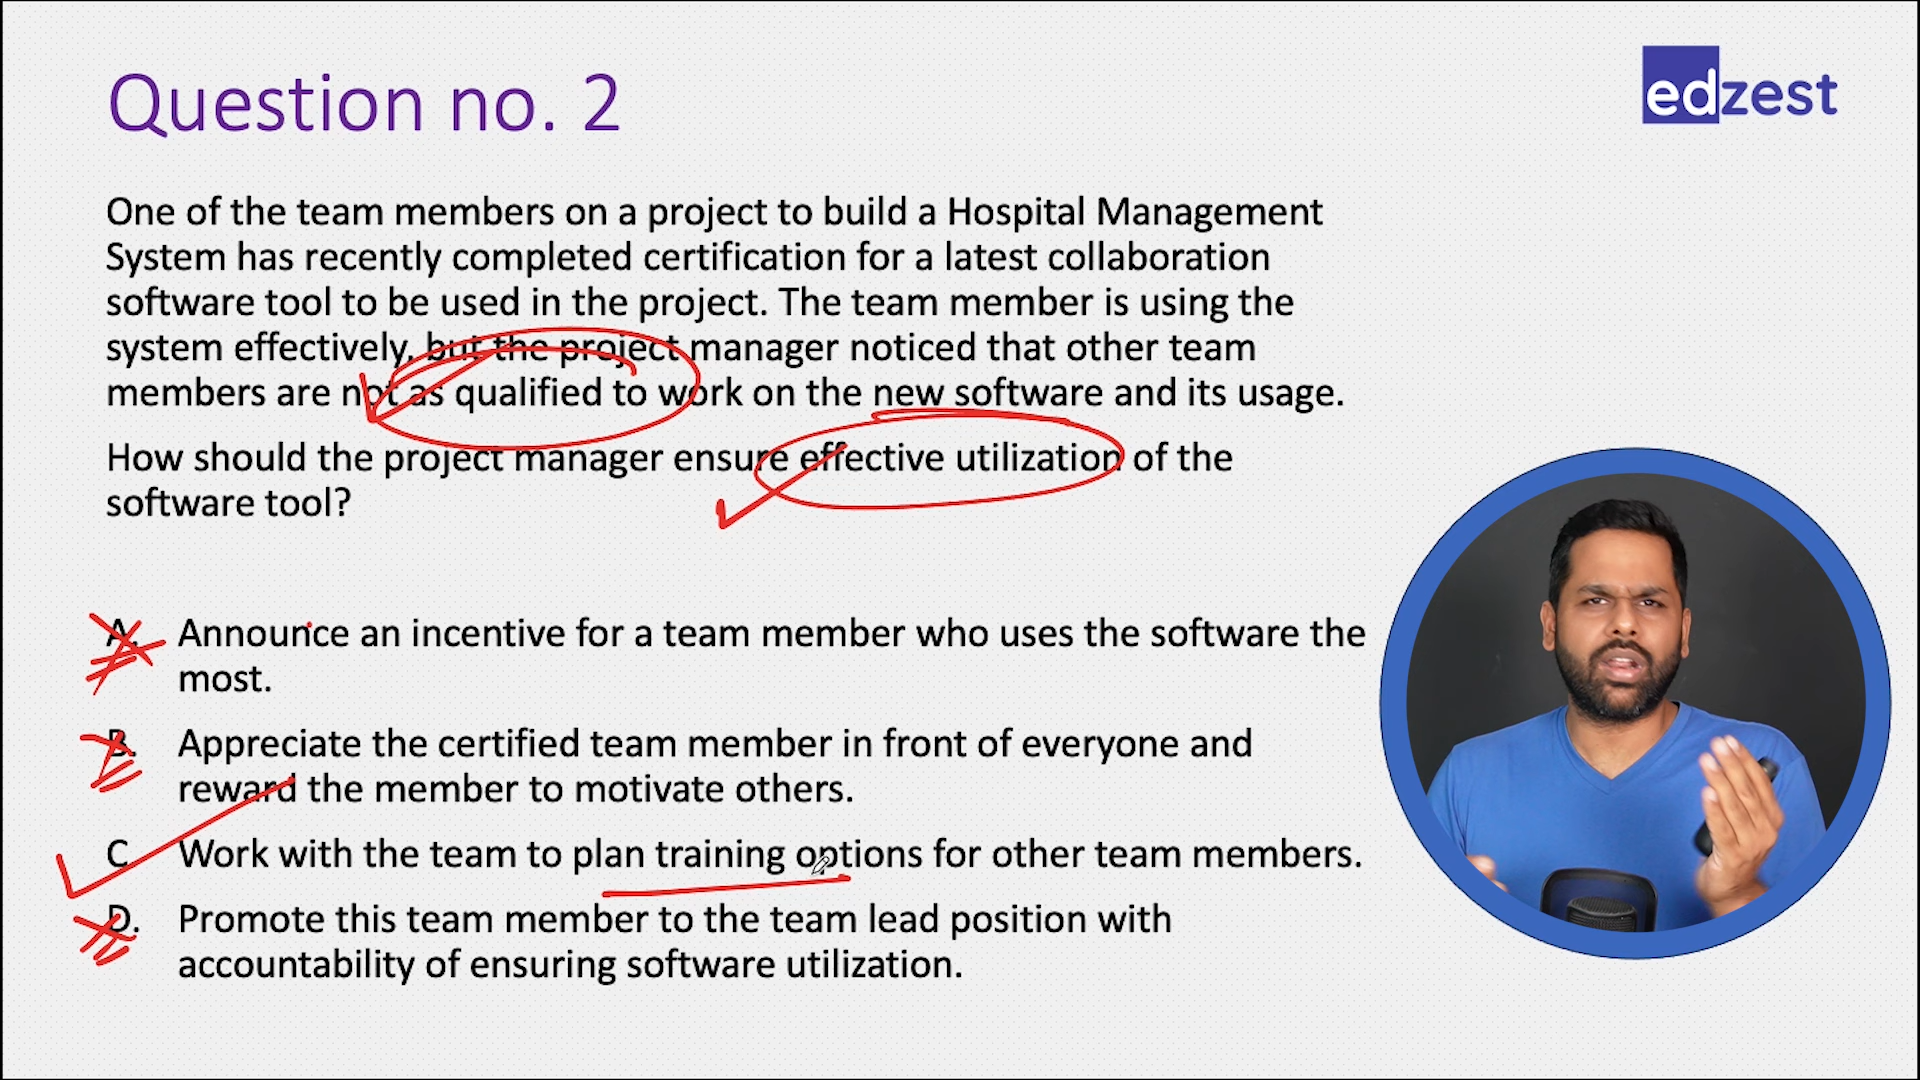 Question no. 2
edzest
One of the team members on a project to build a Hospital Management
System has recently completed certification for a latest collaboration
software tool to be used in the project. The team member is using the
system effectively, but the project manager noticed that other team
members are not as qualified to work on the new software and its usage.
How should the project manager ensure effective utilization of the
software tool?
A. Announce an incentive for a team member who uses the software the
most.
B. Appreciate the certified team member in front of everyone and
reward the member to motivate others.
C. Work with the team to plan training options for other team members.
D. Promote this team member to the team lead position with
accountability of ensuring software utilization.